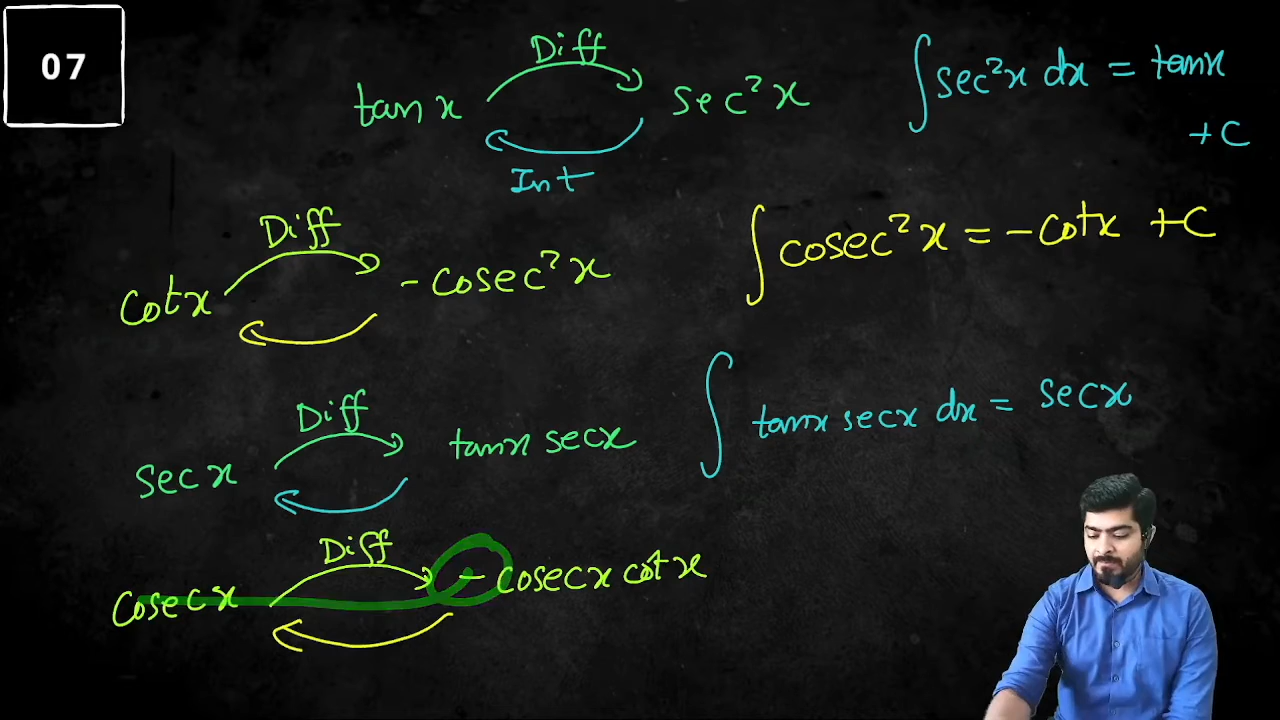 07
Diff
tan x sec²x
Int
∫sec²x dx = tanx
+C
Diff
cotx -cosec²x
∫cosec²x = -cotx +C
Diff
secx tanx secx
∫tanx secx dx = secx
Diff
cosecx -cosecx cotx